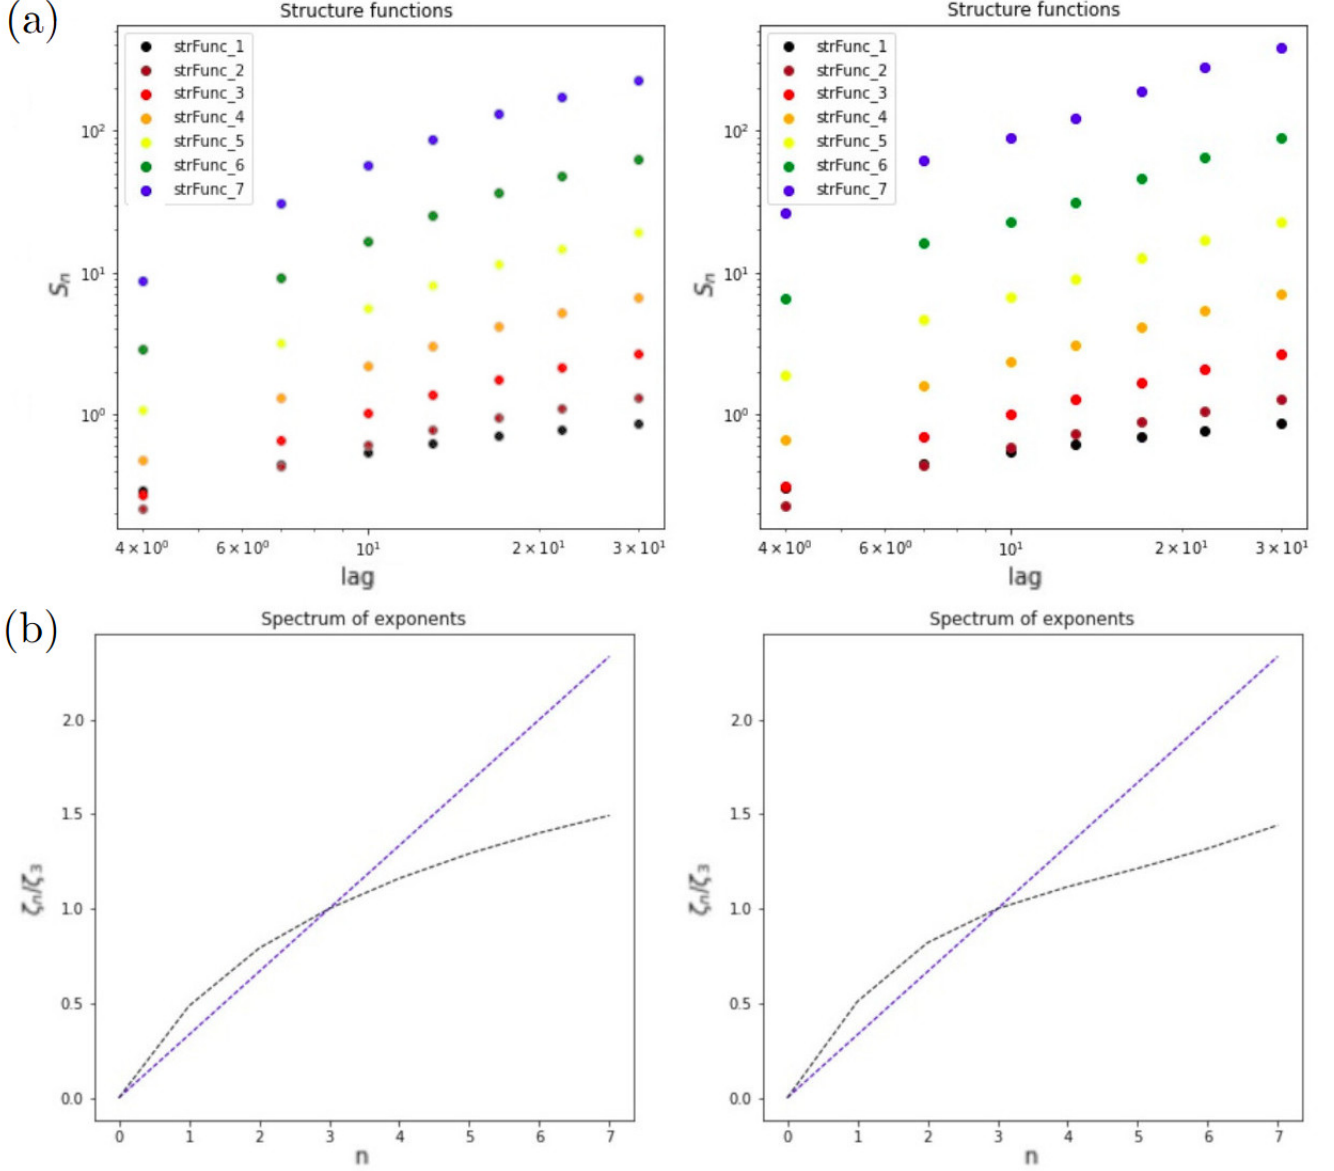 (a)
Structure functions
strFunc_1
strFunc_2
strFunc_3
strFunc_4
strFunc_5
strFunc_6
strFunc_7
10²
10¹
10⁰
Sₙ
4 × 10⁰
6 × 10⁰
10¹
2 × 10¹
3 × 10¹
lag
Structure functions
strFunc_1
strFunc_2
strFunc_3
strFunc_4
strFunc_5
strFunc_6
strFunc_7
10²
10¹
10⁰
Sₙ
4 × 10⁰
6 × 10⁰
10¹
2 × 10¹
3 × 10¹
lag
(b)
Spectrum of exponents
2.0
1.5
1.0
0.5
0.0
ζₙ/ζ₃
0 1 2 3 4 5 6 7
n
Spectrum of exponents
2.0
1.5
1.0
0.5
0.0
ζₙ/ζ₃
0 1 2 3 4 5 6 7
n